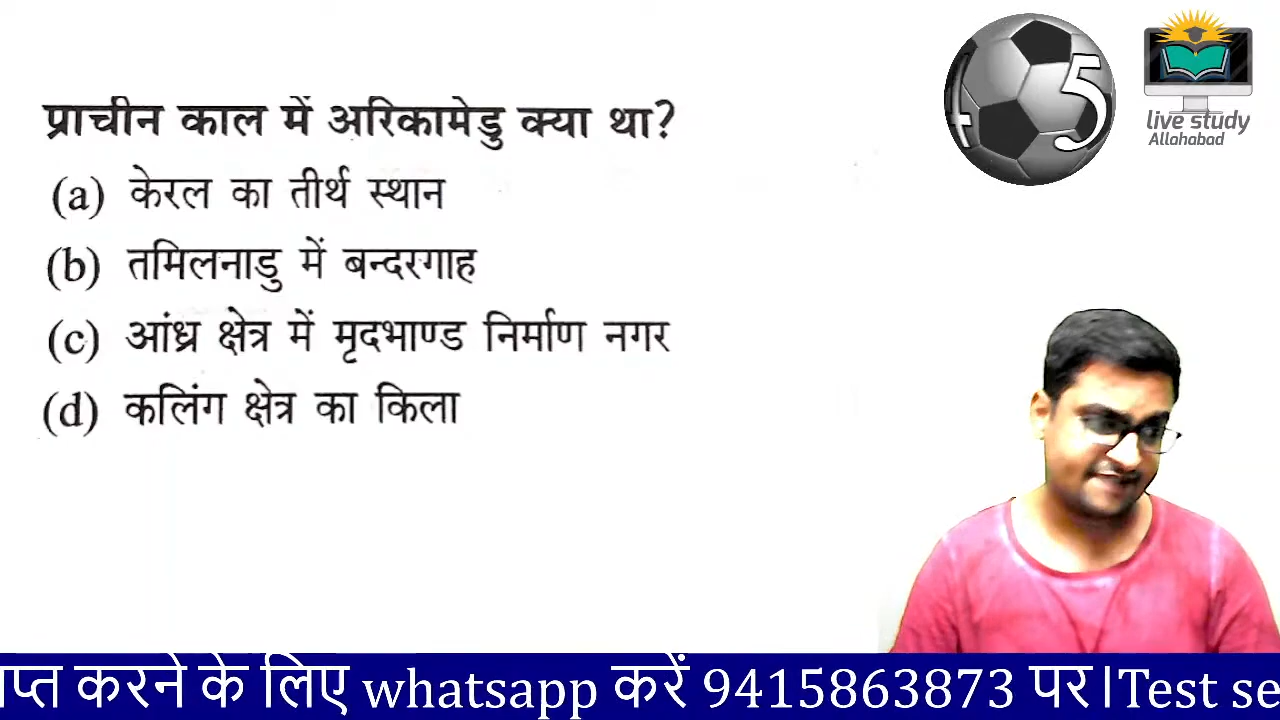 प्राचीन काल में अरिकामेडु क्या था?
(a) केरल का तीर्थ स्थान
(b) तमिलनाडु में बन्दरगाह
(c) आंध्र क्षेत्र में मृदभाण्ड निर्माण नगर
(d) कलिंग क्षेत्र का किला
4 5
live study
Allahabad
प्त करने के लिए whatsapp करें 9415863873 पर।Test se